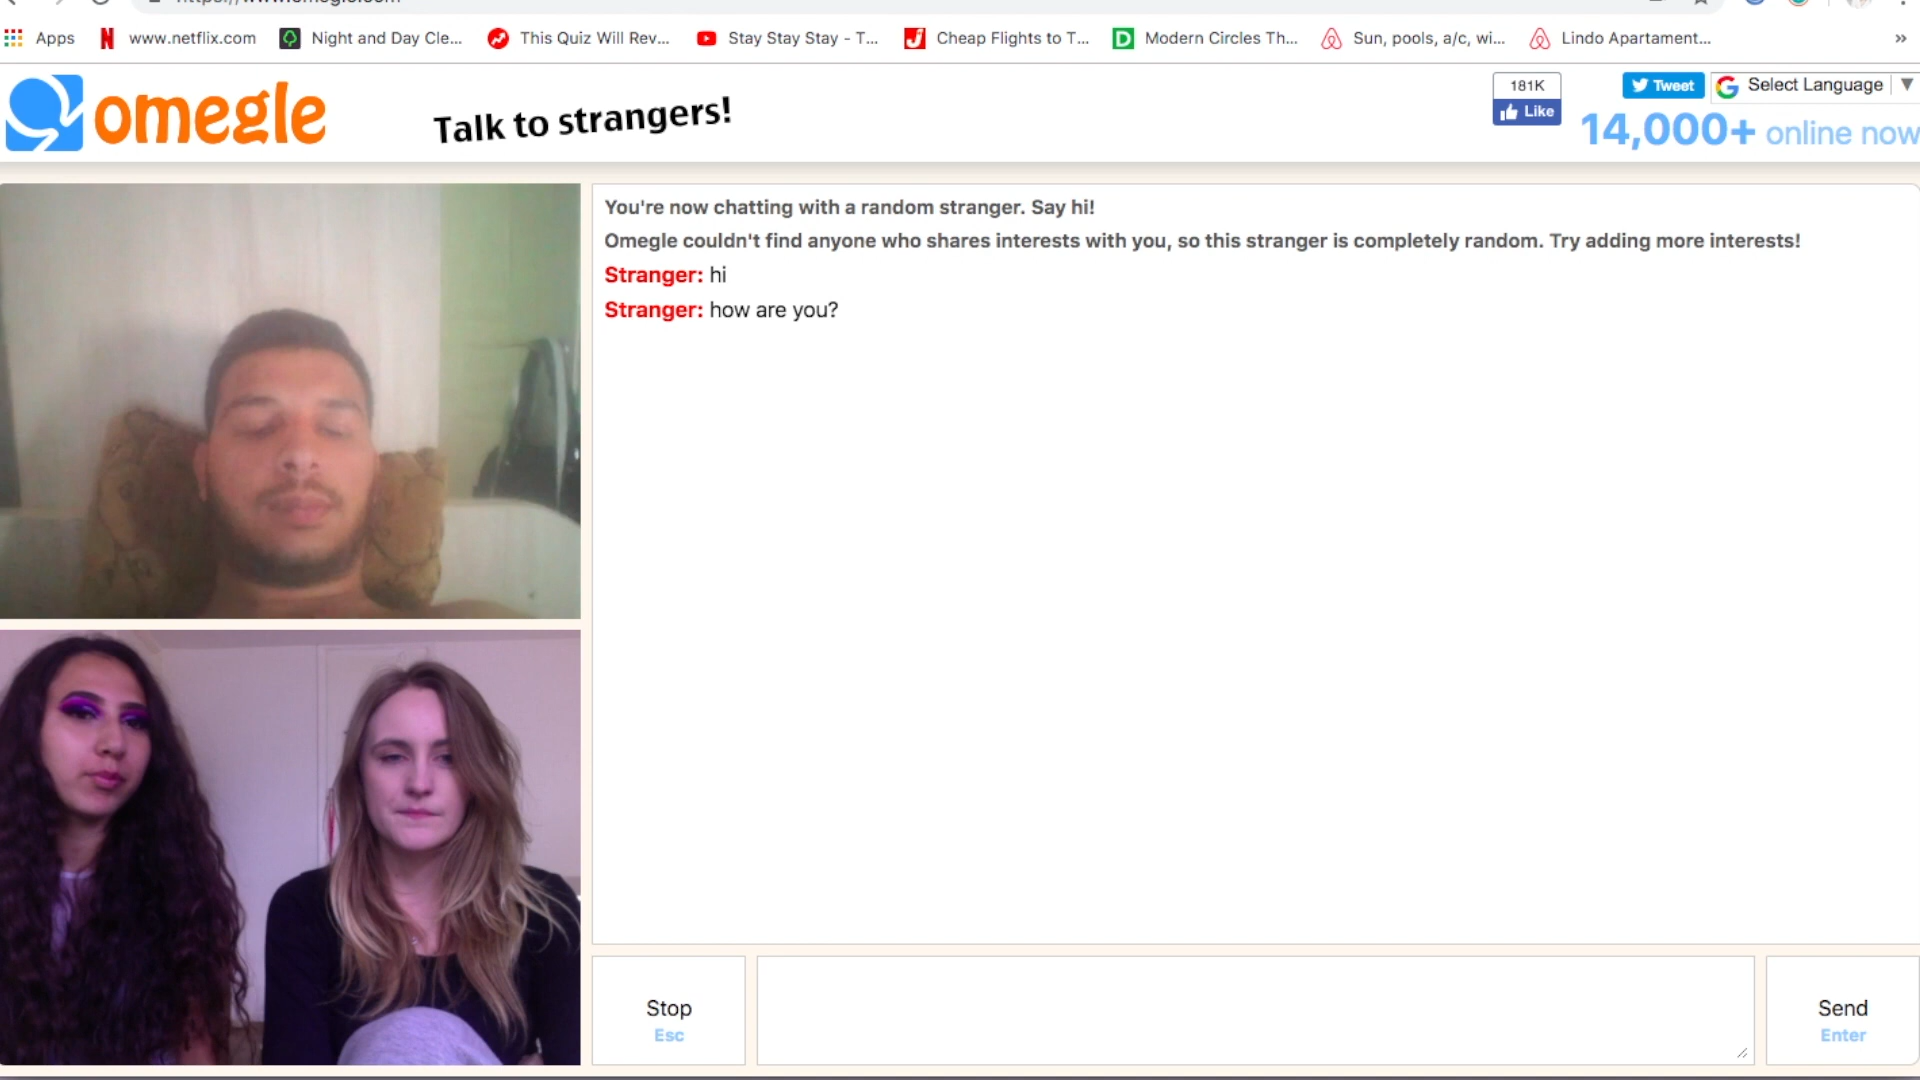 Apps www.netflix.com Night and Day Cle... This Quiz Will Rev... Stay Stay Stay - T... Cheap Flights to T... Modern Circles Th... Sun, pools, a/c, wi... Lindo Apartament... »
omegle
Talk to strangers!
181K
Like
Tweet
Select Language
14,000+ online now
You're now chatting with a random stranger. Say hi!
Omegle couldn't find anyone who shares interests with you, so this stranger is completely random. Try adding more interests!
Stranger: hi
Stranger: how are you?
Stop
Esc
Send
Enter